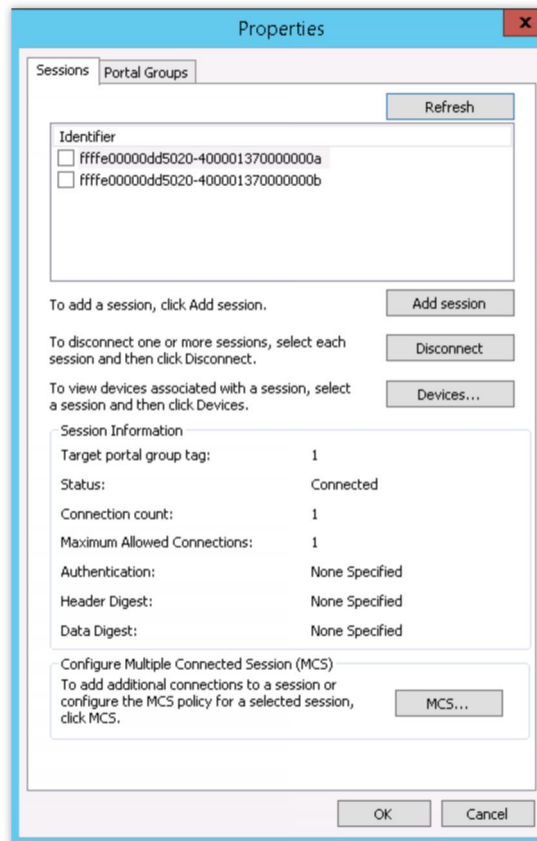 Properties
x
Sessions
Portal Groups
Refresh
Identifier
ffffe00000dd5020-400001370000000a
ffffe00000dd5020-400001370000000b
To add a session, click Add session.
Add session
To disconnect one or more sessions, select each
session and then click Disconnect.
Disconnect
To view devices associated with a session, select
a session and then click Devices.
Devices...
Session Information
Target portal group tag: 1
Status: Connected
Connection count: 1
Maximum Allowed Connections: 1
Authentication: None Specified
Header Digest: None Specified
Data Digest: None Specified
Configure Multiple Connected Session (MCS)
To add additional connections to a session or
configure the MCS policy for a selected session,
click MCS.
MCS...
OK
Cancel